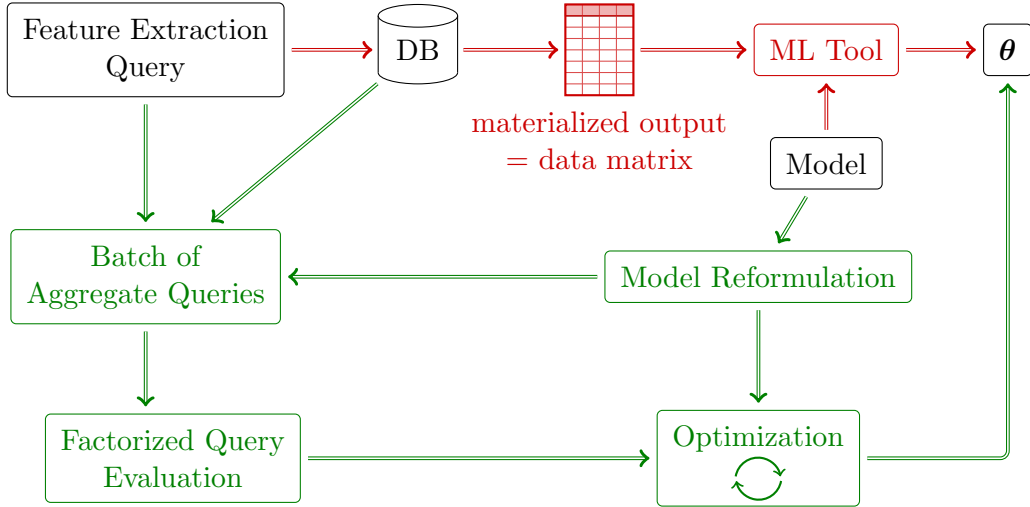 Feature Extraction
Query
DB
ML Tool
θ
materialized output
= data matrix
Model
Batch of
Aggregate Queries
Model Reformulation
Factorized Query
Evaluation
Optimization